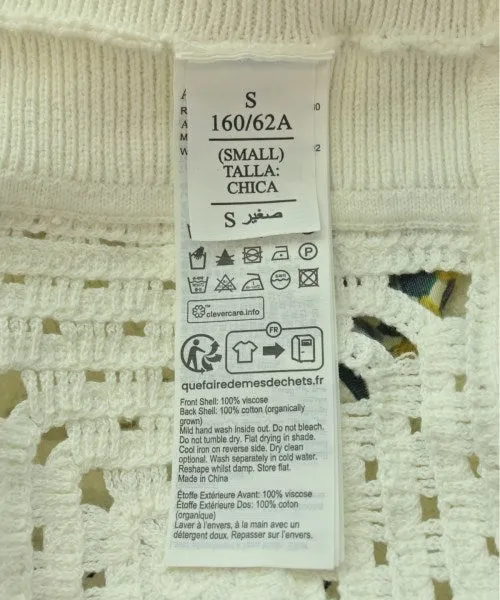 S
160/62A
(SMALL)
TALLA:
CHICA
S صغير
P
clevercare.info
FR
quefairedemesdechets.fr
Front Shell: 100% viscose
Back Shell: 100% cotton (organically
grown)
Mild hand wash inside out. Do not bleach.
Do not tumble dry. Flat drying in shade.
Cool iron on reverse side. Dry clean
optional. Wash separately in cold water.
Reshape whilst damp. Store flat.
Made in China
Étoffe Extérieure Avant: 100% viscose
Étoffe Extérieure Dos: 100% coton
(organique)
Laver à l'envers, à la main avec un
détergent doux. Repasser sur l'envers.